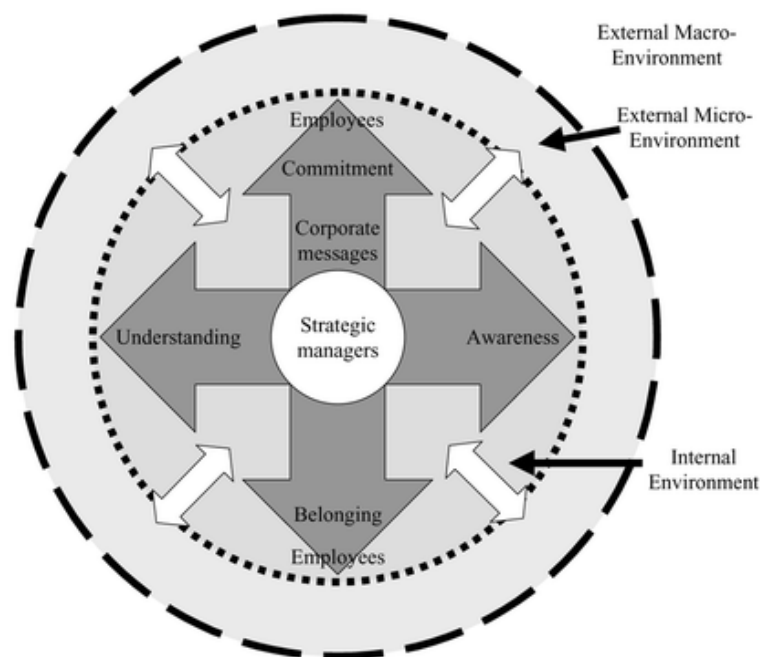 External Macro-
Environment
External Micro-
Environment
Employees
Commitment
Corporate
messages
Understanding
Strategic
managers
Awareness
Internal
Environment
Belonging
Employees